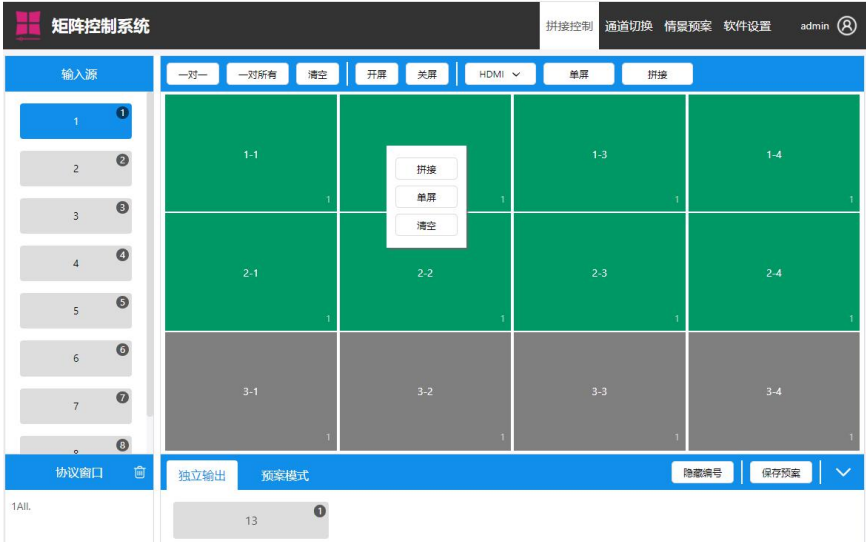 矩阵控制系统
拼接控制 通道切换 情景预案 软件设置 admin
输入源
一对一 一对所有 清空 开屏 关屏 HDMI 单屏 拼接
1 1
2 2
3 3
4 4
5 5
6 6
7 7
8
1-1 1
1
1-3 1
1-4 1
拼接
单屏
清空
2-1 1
2-2 1
2-3 1
2-4 1
3-1 1
3-2 1
3-3 1
3-4 1
协议窗口
1All.
独立输出 预案模式 隐藏编号 保存预案
13 1